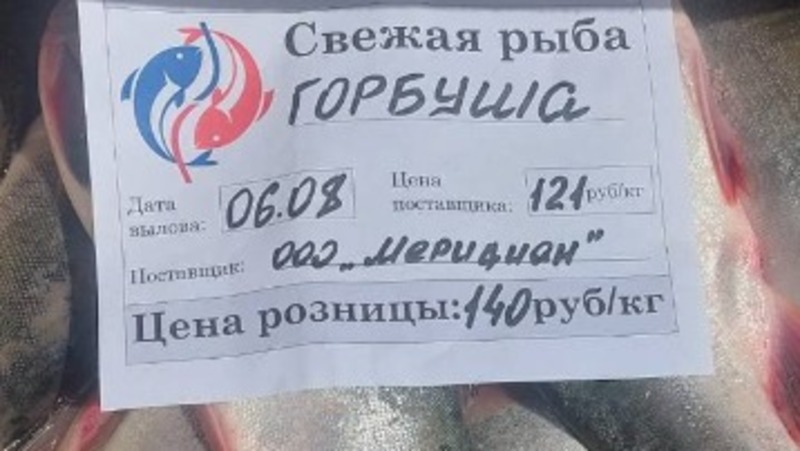 Свежая рыба
ГОРБУША
Дата вылова: 06.08 Цена поставщика: 121 руб/кг
Поставщик: ООО „Меридиан"
Цена розницы: 140 руб/кг